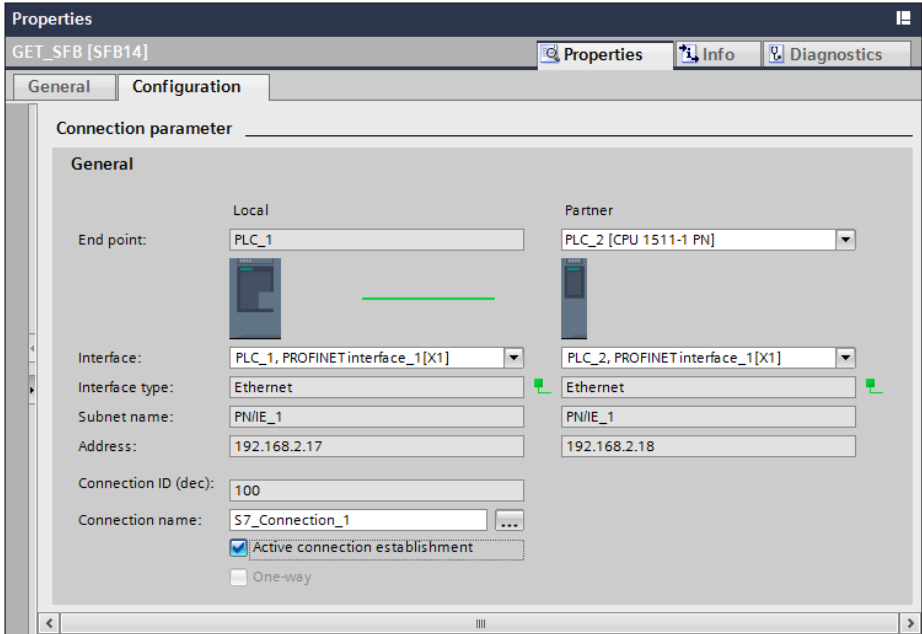 Properties
GET_SFB [SFB14]
Properties
Info
Diagnostics
General
Configuration
Connection parameter
General
Local
Partner
End point:
PLC_1
PLC_2 [CPU 1511-1 PN]
Interface:
PLC_1, PROFINET interface_1[X1]
PLC_2, PROFINET interface_1[X1]
Interface type:
Ethernet
Ethernet
Subnet name:
PN/IE_1
PN/IE_1
Address:
192.168.2.17
192.168.2.18
Connection ID (dec):
100
Connection name:
S7_Connection_1
...
Active connection establishment
One-way